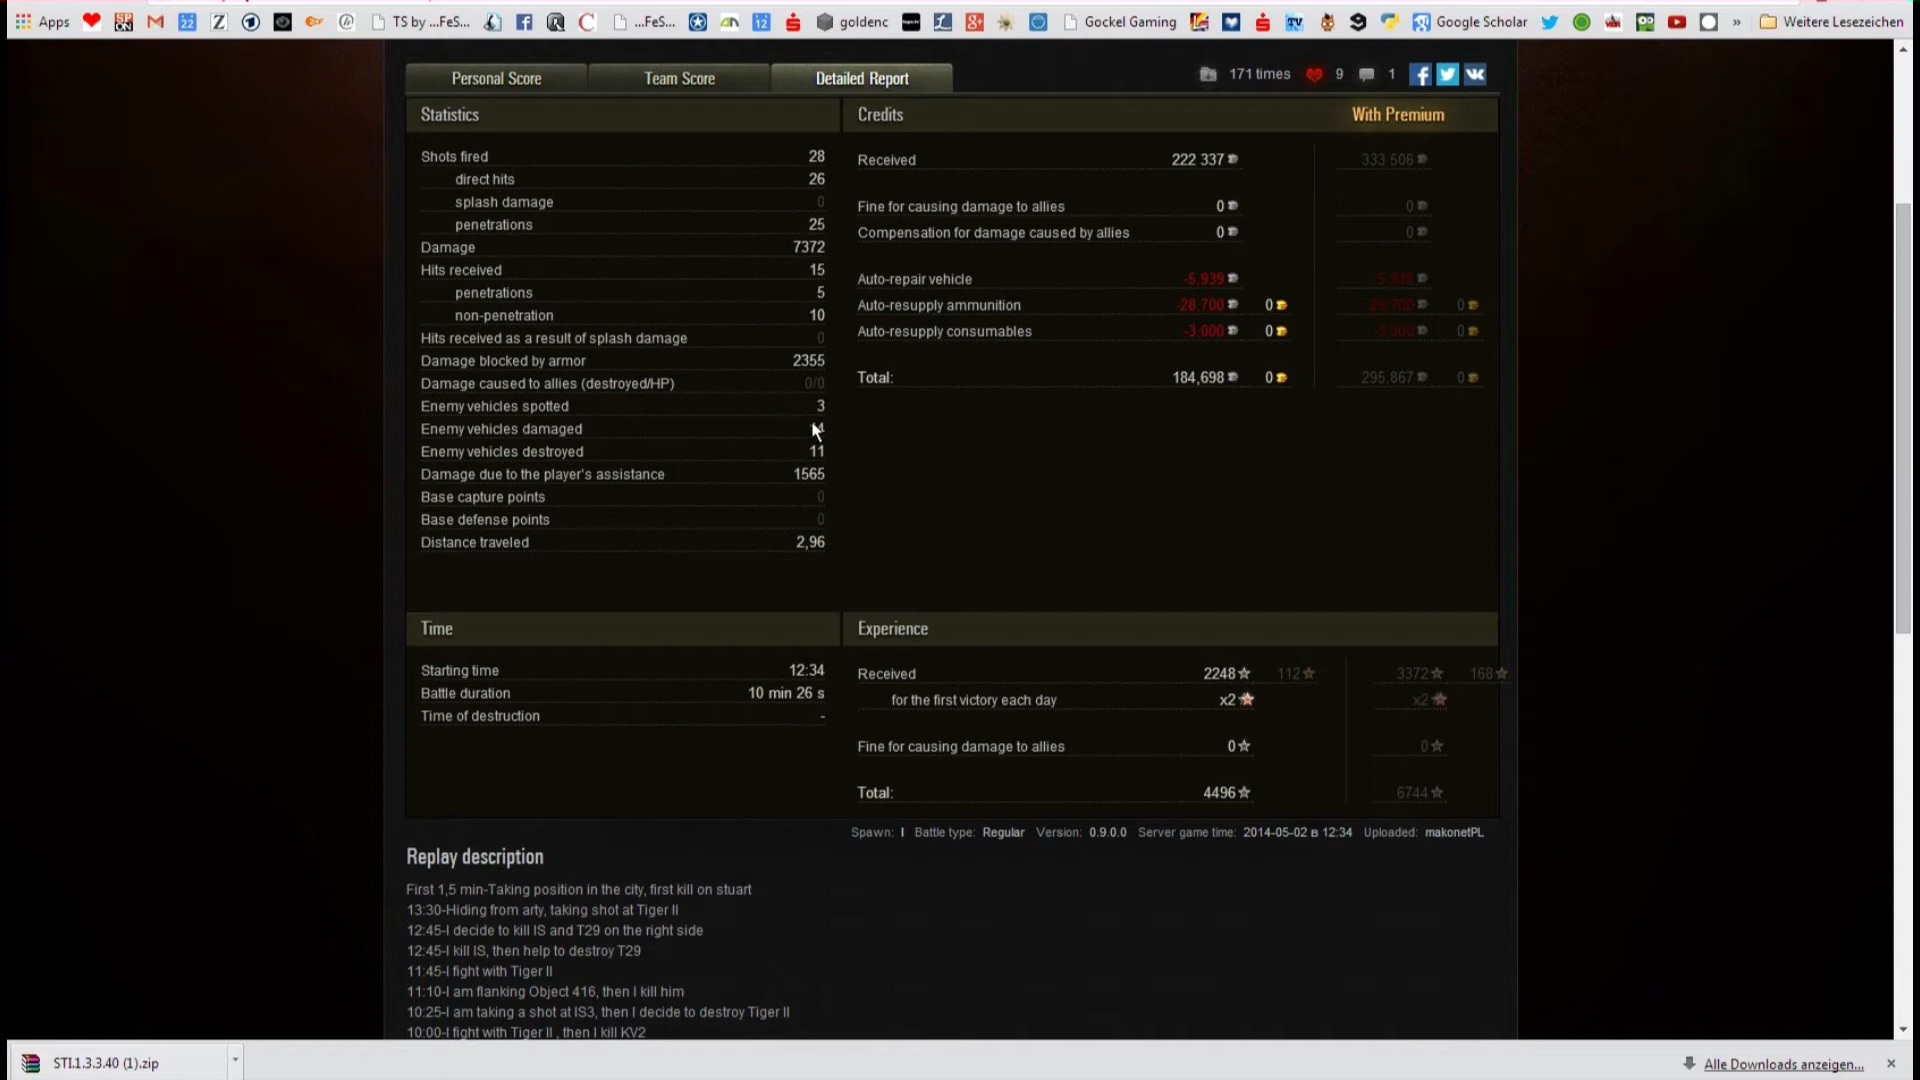 Apps
TS by ...FeS...
...FeS...
goldenc
Gockel Gaming
Google Scholar
»
Weitere Lesezeichen
Personal Score
Team Score
Detailed Report
171 times
9
1
Statistics
Credits
With Premium
Shots fired 28
direct hits 26
splash damage 0
penetrations 25
Damage 7372
Hits received 15
penetrations 5
non-penetration 10
Hits received as a result of splash damage 0
Damage blocked by armor 2355
Damage caused to allies (destroyed/HP) 0/0
Enemy vehicles spotted 3
Enemy vehicles damaged
Enemy vehicles destroyed 11
Damage due to the player's assistance 1565
Base capture points 0
Base defense points 0
Distance traveled 2,96
Received 222 337 333 506
Fine for causing damage to allies 0 0
Compensation for damage caused by allies 0 0
Auto-repair vehicle -5,939 -5,939
Auto-resupply ammunition -28,700 0 -28,700 0
Auto-resupply consumables -3,000 0 -3,000 0
Total: 184,698 0 295,867 0
Time
Starting time 12:34
Battle duration 10 min 26 s
Time of destruction -
Experience
Received 2248 112 3372 168
for the first victory each day x2 x2
Fine for causing damage to allies 0 0
Total: 4496 6744
Spawn: I Battle type: Regular Version: 0.9.0.0 Server game time: 2014-05-02 в 12:34 Uploaded: makonetPL
Replay description
First 1,5 min-Taking position in the city, first kill on stuart
13:30-Hiding from arty, taking shot at Tiger II
12:45-I decide to kill IS and T29 on the right side
12:45-I kill IS, then help to destroy T29
11:45-I fight with Tiger II
11:10-I am flanking Object 416, then I kill him
10:25-I am taking a shot at IS3, then I decide to destroy Tiger II
10:00-I fight with Tiger II , then I kill KV2
STI.1.3.3.40 (1).zip
Alle Downloads anzeigen...